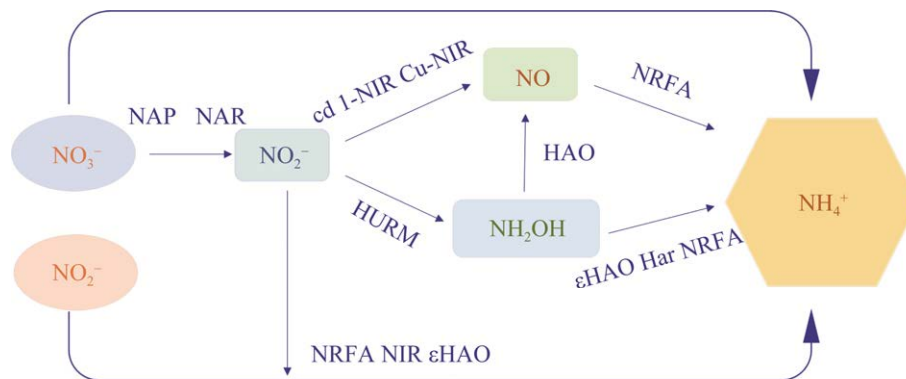 cd 1-NIR Cu-NIR
NO
NRFA
NAP NAR
NO₃⁻
NO₂⁻
HAO
NH₄⁺
HURM
NH₂OH
εHAO Har NRFA
NO₂⁻
NRFA NIR εHAO